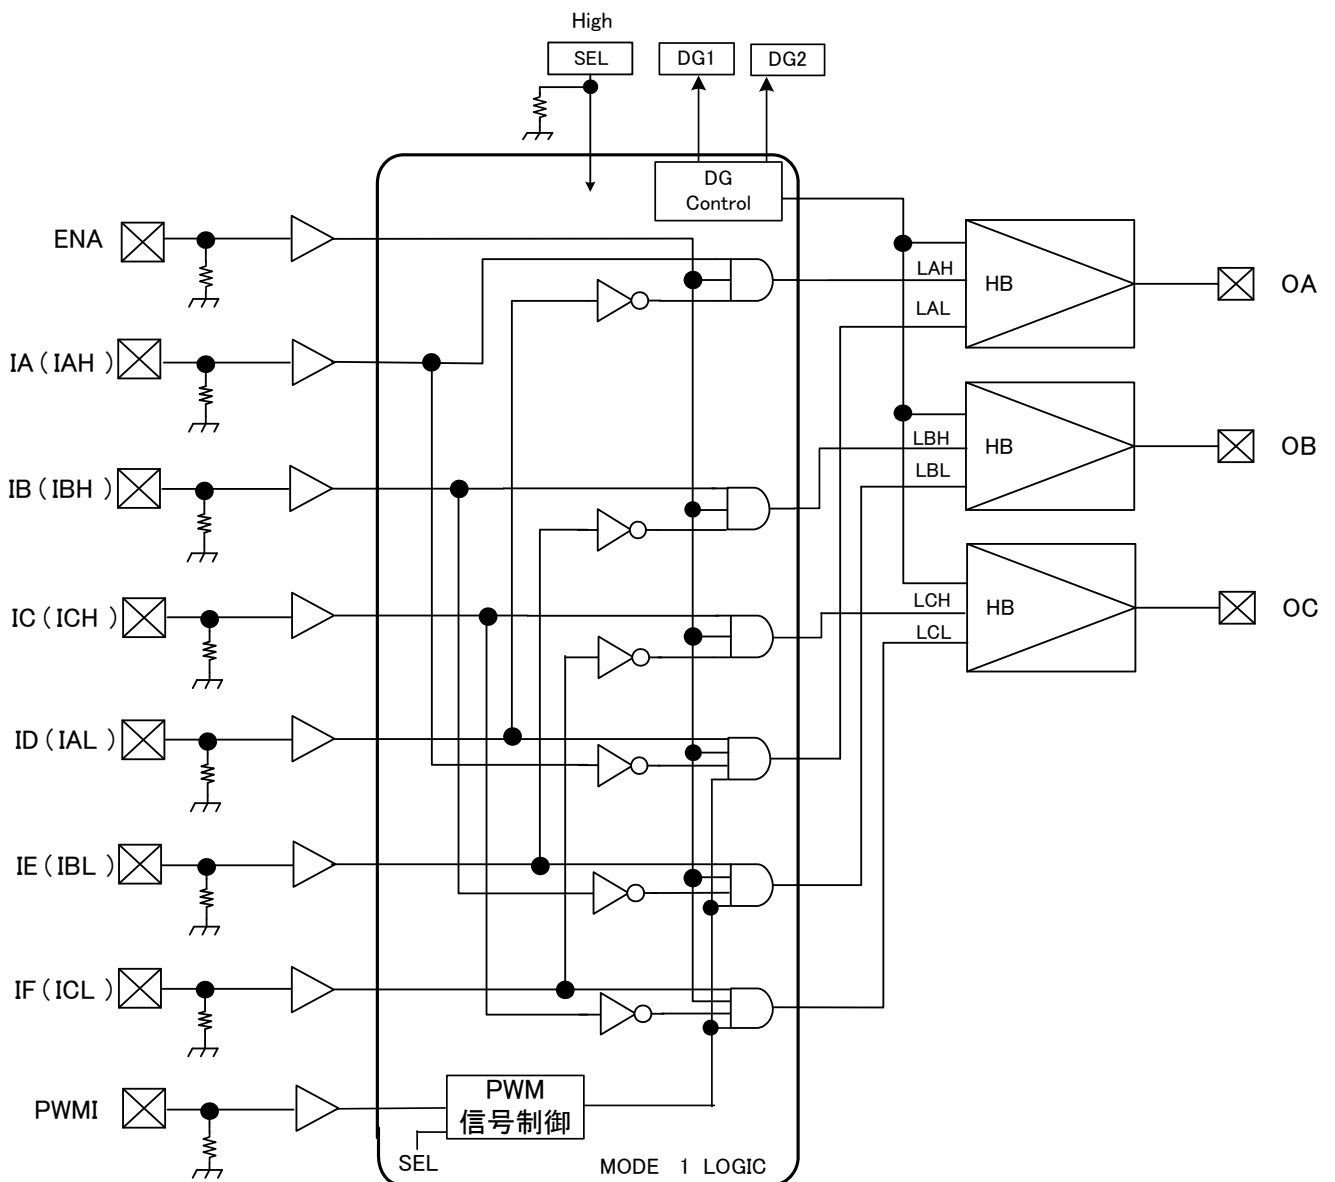 High
SEL
DG1
DG2
DG
Control
ENA
LAH
HB
OA
LAL
IA(IAH)
LBH
HB
OB
LBL
IB(IBH)
LCH
HB
OC
LCL
IC(ICH)
ID(IAL)
IE(IBL)
IF(ICL)
PWMI
PWM
信号制御
SEL
MODE 1 LOGIC